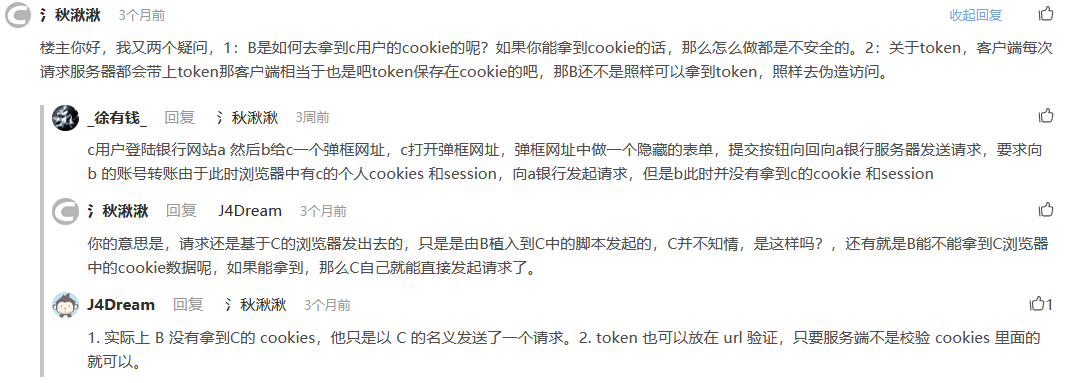 氵秋湫湫 3个月前 收起回复
楼主你好，我又两个疑问，1：B是如何去拿到c用户的cookie的呢？如果你能拿到cookie的话，那么怎么做都是不安全的。2：关于token，客户端每次
请求服务器都会带上token那客户端相当于也是吧token保存在cookie的吧，那B还不是照样可以拿到token，照样去伪造访问。
_徐有钱_ 回复 氵秋湫湫 3周前
c用户登陆银行网站a 然后b给c一个弹框网址，c打开弹框网址，弹框网址中做一个隐藏的表单，提交按钮向回向a银行服务器发送请求，要求向
b 的账号转账由于此时浏览器中有c的个人cookies 和session，向a银行发起请求，但是b此时并没有拿到c的cookie 和session
氵秋湫湫 回复 J4Dream 3个月前
你的意思是，请求还是基于C的浏览器发出去的，只是是由B植入到C中的脚本发起的，C并不知情，是这样吗？，还有就是B能不能拿到C浏览器
中的cookie数据呢，如果能拿到，那么C自己就能直接发起请求了。
J4Dream 回复 氵秋湫湫 3个月前 1
1. 实际上 B 没有拿到C的 cookies，他只是以 C 的名义发送了一个请求。2. token 也可以放在 url 验证，只要服务端不是校验 cookies 里面的
就可以。